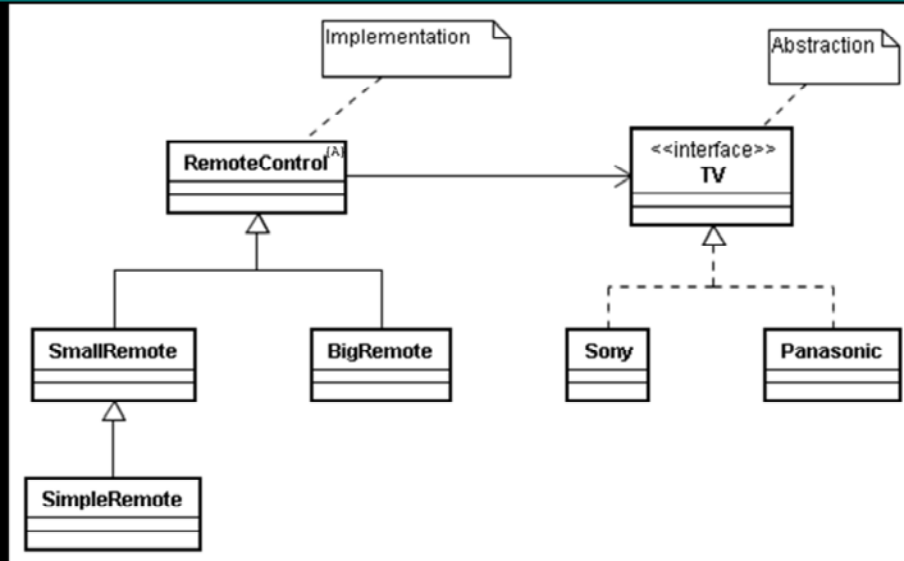 Implementation
Abstraction
RemoteControl {A}
<<interface>>
TV
SmallRemote
BigRemote
Sony
Panasonic
SimpleRemote